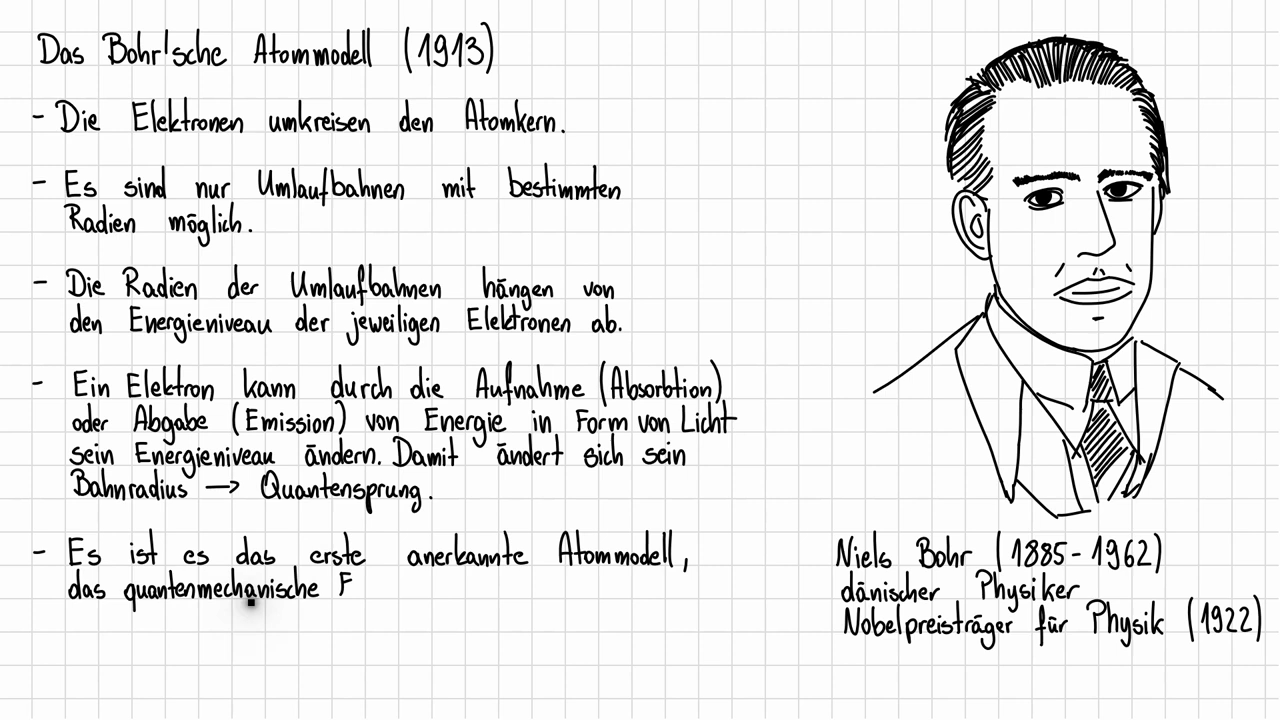 Das Bohr'sche Atommodell (1913)
- Die Elektronen umkreisen den Atomkern.
- Es sind nur Umlaufbahnen mit bestimmten
Radien möglich.
- Die Radien der Umlaufbahnen hängen von
den Energieniveau der jeweiligen Elektronen ab.
- Ein Elektron kann durch die Aufnahme (Absorbtion)
oder Abgabe (Emission) von Energie in Form von Licht
sein Energieniveau ändern. Damit ändert sich sein
Bahnradius → Quantensprung.
- Es ist es das erste anerkannte Atommodell,
das quantenmechanische F
Niels Bohr (1885-1962)
dänischer Physiker
Nobelpreisträger für Physik (1922)